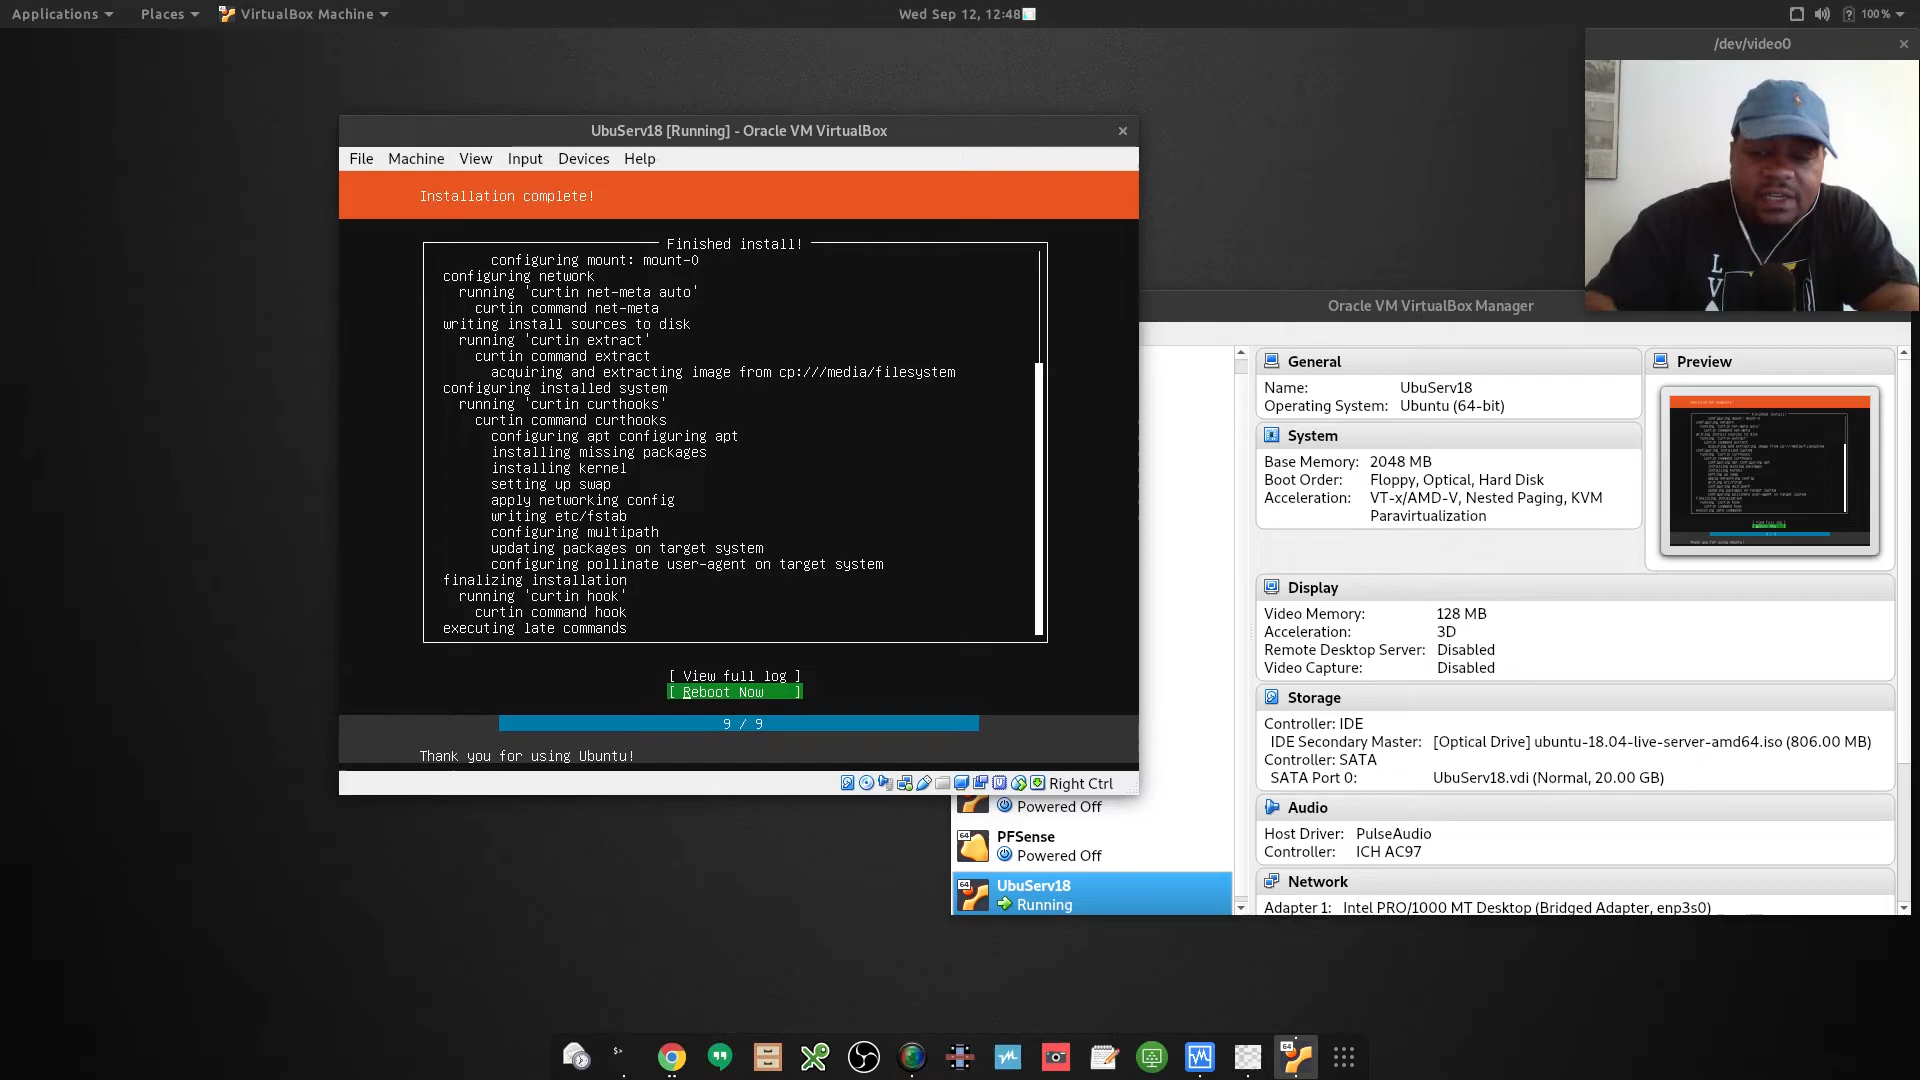 Applications Places VirtualBox Machine Wed Sep 12, 12:48 100%
/dev/video0
UbuServ18 [Running] - Oracle VM VirtualBox
File Machine View Input Devices Help
Installation complete!
Finished install!
configuring mount: mount-0
configuring network
running 'curtin net-meta auto'
curtin command net-meta
writing install sources to disk
running 'curtin extract'
curtin command extract
acquiring and extracting image from cp:///media/filesystem
configuring installed system
running 'curtin curthooks'
curtin command curthooks
configuring apt configuring apt
installing missing packages
installing kernel
setting up swap
apply networking config
writing etc/fstab
configuring multipath
updating packages on target system
configuring pollinate user-agent on target system
finalizing installation
running 'curtin hook'
curtin command hook
executing late commands
[ View full log ]
[ Reboot Now ]
9 / 9
Thank you for using Ubuntu!
Right Ctrl
Oracle VM VirtualBox Manager
Powered Off
64 PFSense
Powered Off
64 UbuServ18
Running
General
Name: UbuServ18
Operating System: Ubuntu (64-bit)
System
Base Memory: 2048 MB
Boot Order: Floppy, Optical, Hard Disk
Acceleration: VT-x/AMD-V, Nested Paging, KVM
Paravirtualization
Preview
Display
Video Memory: 128 MB
Acceleration: 3D
Remote Desktop Server: Disabled
Video Capture: Disabled
Storage
Controller: IDE
IDE Secondary Master: [Optical Drive] ubuntu-18.04-live-server-amd64.iso (806.00 MB)
Controller: SATA
SATA Port 0: UbuServ18.vdi (Normal, 20.00 GB)
Audio
Host Driver: PulseAudio
Controller: ICH AC97
Network
Adapter 1: Intel PRO/1000 MT Desktop (Bridged Adapter, enp3s0)